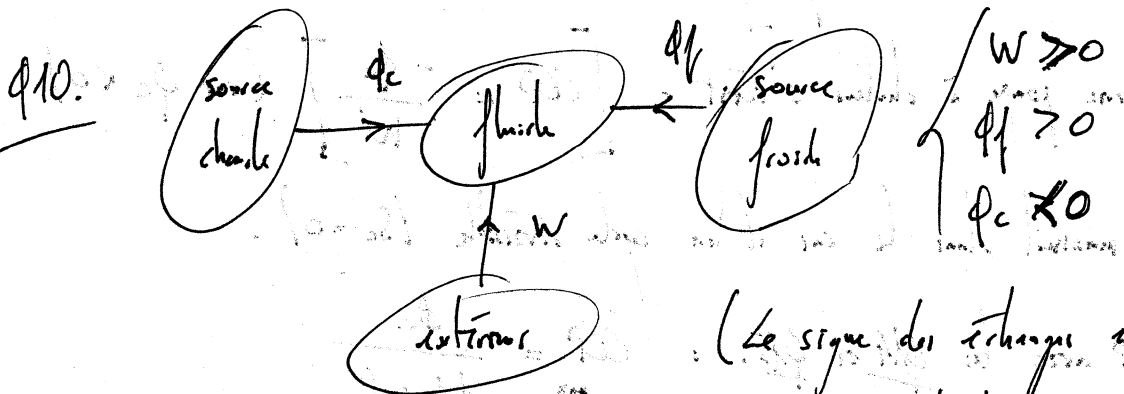 Q10.
source chaude
Qc
fluide
Qf
source froide
W
extérieur
W > 0
Qf > 0
Qc < 0
(Le signe des échanges